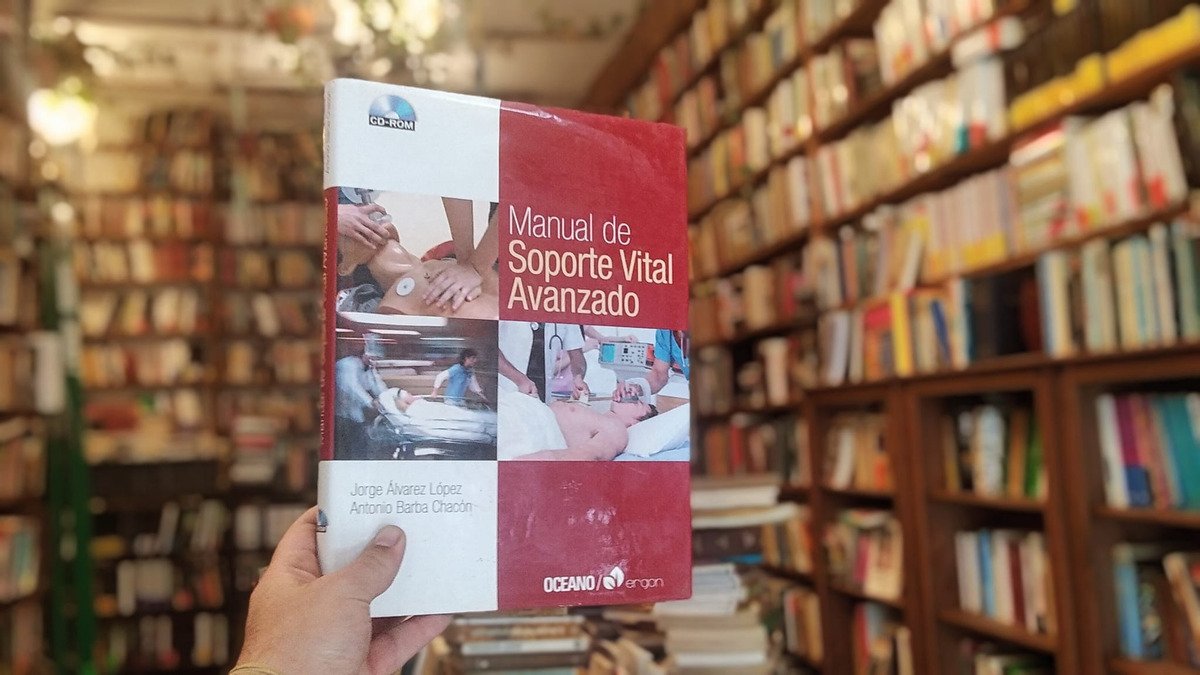 CD-ROM
Manual de
Soporte Vital
Avanzado
Jorge Álvarez López
Antonio Barba Chacón
OCEANO/ergon